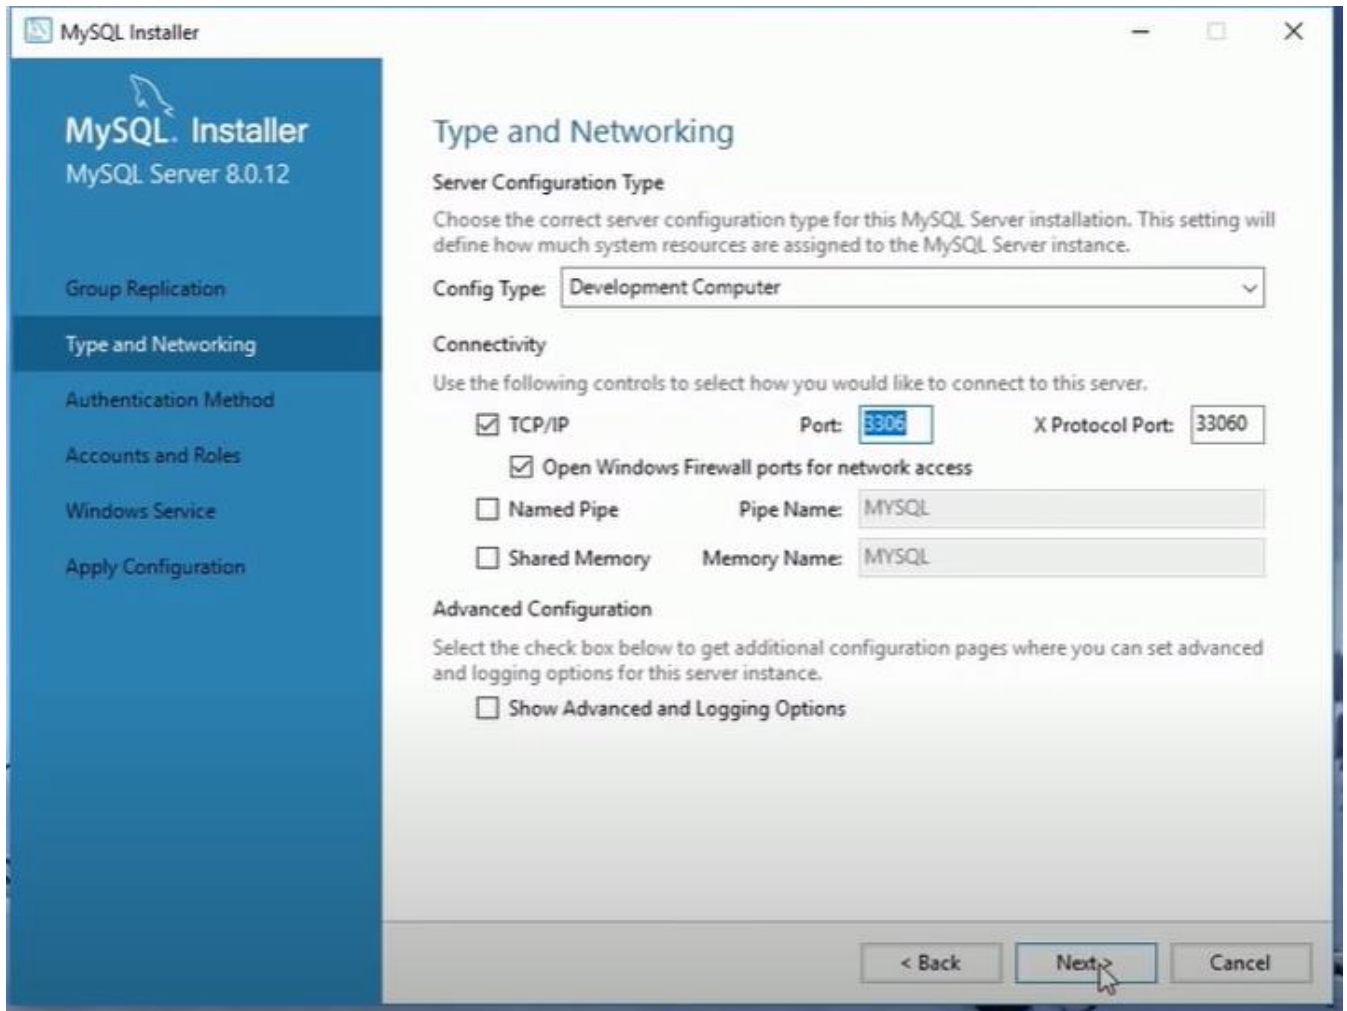 MySQL Installer
MySQL. Installer
MySQL Server 8.0.12
Group Replication
Type and Networking
Authentication Method
Accounts and Roles
Windows Service
Apply Configuration
Type and Networking
Server Configuration Type
Choose the correct server configuration type for this MySQL Server installation. This setting will
define how much system resources are assigned to the MySQL Server instance.
Config Type: Development Computer
Connectivity
Use the following controls to select how you would like to connect to this server.
TCP/IP Port: 3306 X Protocol Port: 33060
Open Windows Firewall ports for network access
Named Pipe Pipe Name: MYSQL
Shared Memory Memory Name: MYSQL
Advanced Configuration
Select the check box below to get additional configuration pages where you can set advanced
and logging options for this server instance.
Show Advanced and Logging Options
< Back Next > Cancel